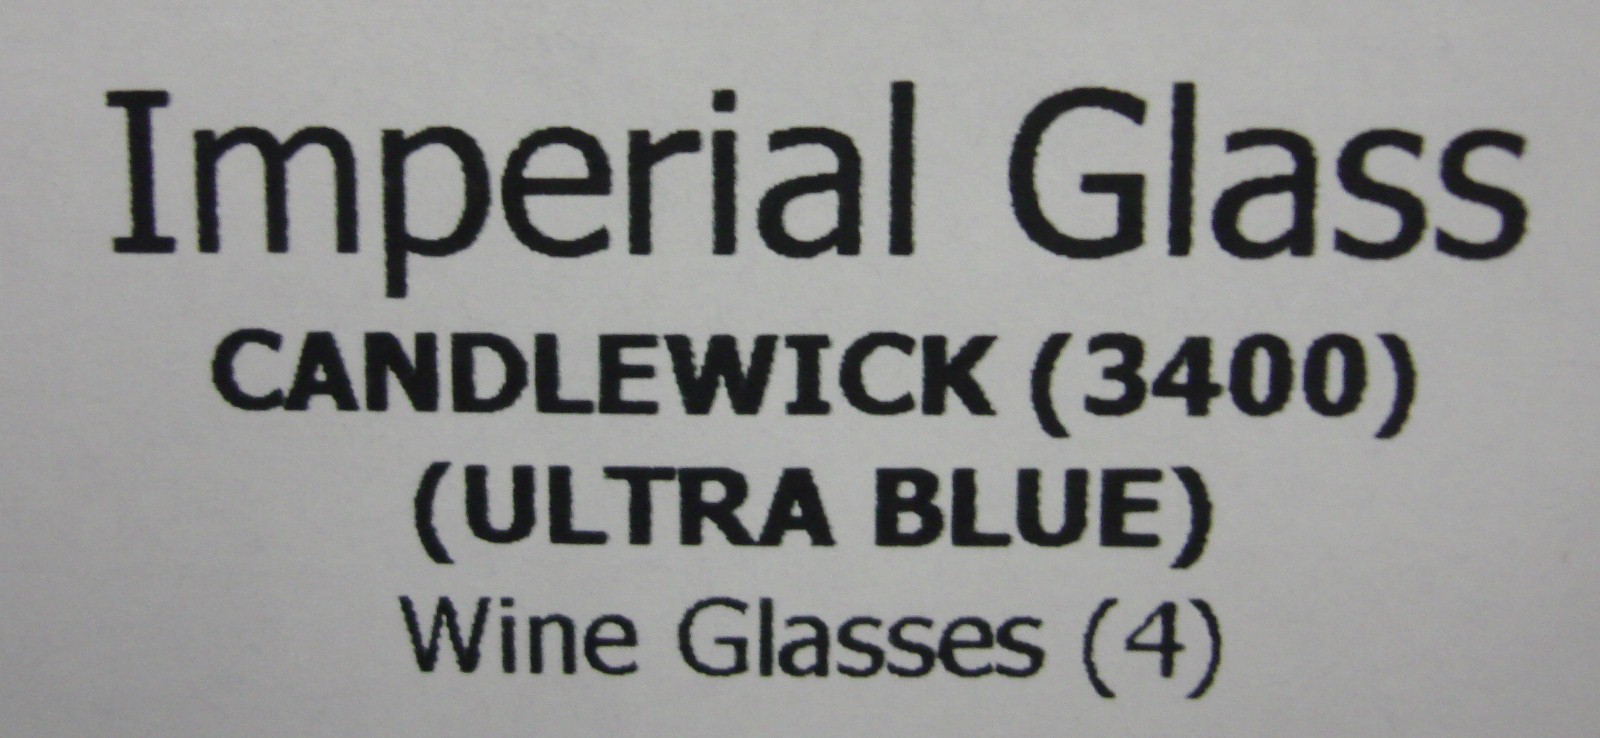 Imperial Glass
CANDLEWICK (3400)
(ULTRA BLUE)
Wine Glasses (4)